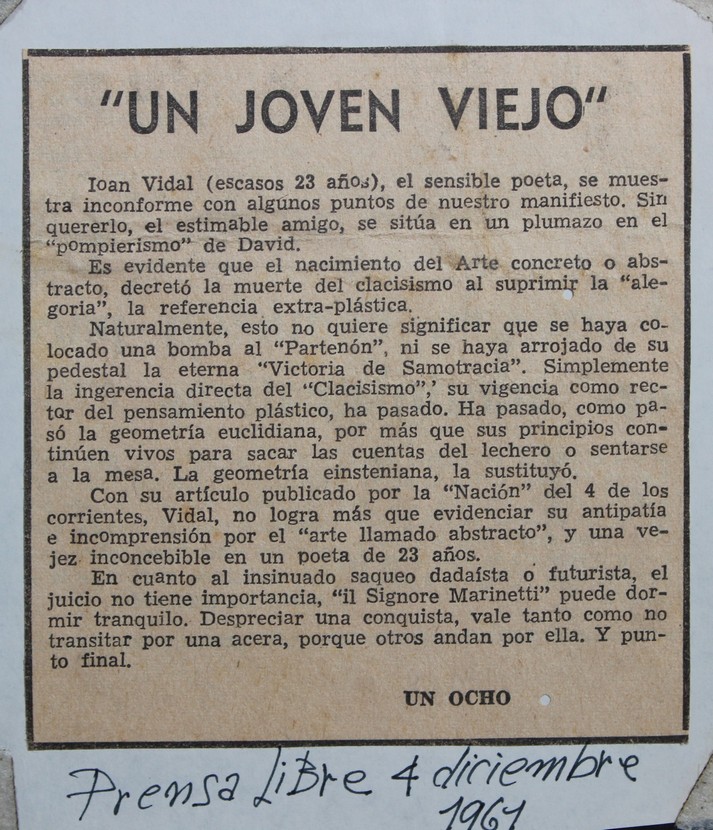 "UN JOVEN VIEJO"
Ioan Vidal (escasos 23 años), el sensible poeta, se mues-
tra inconforme con algunos puntos de nuestro manifiesto. Sin
quererlo, el estimable amigo, se sitúa en un plumazo en el
"pompierismo" de David.
Es evidente que el nacimiento del Arte concreto o abs-
tracto, decretó la muerte del clacisismo al suprimir la "ale-
goria", la referencia extra-plástica.
Naturalmente, esto no quiere significar que se haya co-
locado una bomba al "Partenón", ni se haya arrojado de su
pedestal la eterna "Victoria de Samotracia". Simplemente
la ingerencia directa del "Clacisismo",' su vigencia como rec-
tor del pensamiento plástico, ha pasado. Ha pasado, como pa-
só la geometría euclidiana, por más que sus principios con-
tinúen vivos para sacar las cuentas del lechero o sentarse
a la mesa. La geometría einsteniana, la sustituyó.
Con su artículo publicado por la "Nación" del 4 de los
corrientes, Vidal, no logra más que evidenciar su antipatía
e incomprensión por el "arte llamado abstracto", y una ve-
jez inconcebible en un poeta de 23 años.
En cuanto al insinuado saqueo dadaísta o futurista, el
juicio no tiene importancia, "il Signore Marinetti" puede dor-
mir tranquilo. Despreciar una conquista, vale tanto como no
transitar por una acera, porque otros andan por ella. Y pun-
to final.
UN OCHO
Prensa Libre 4 diciembre
1961